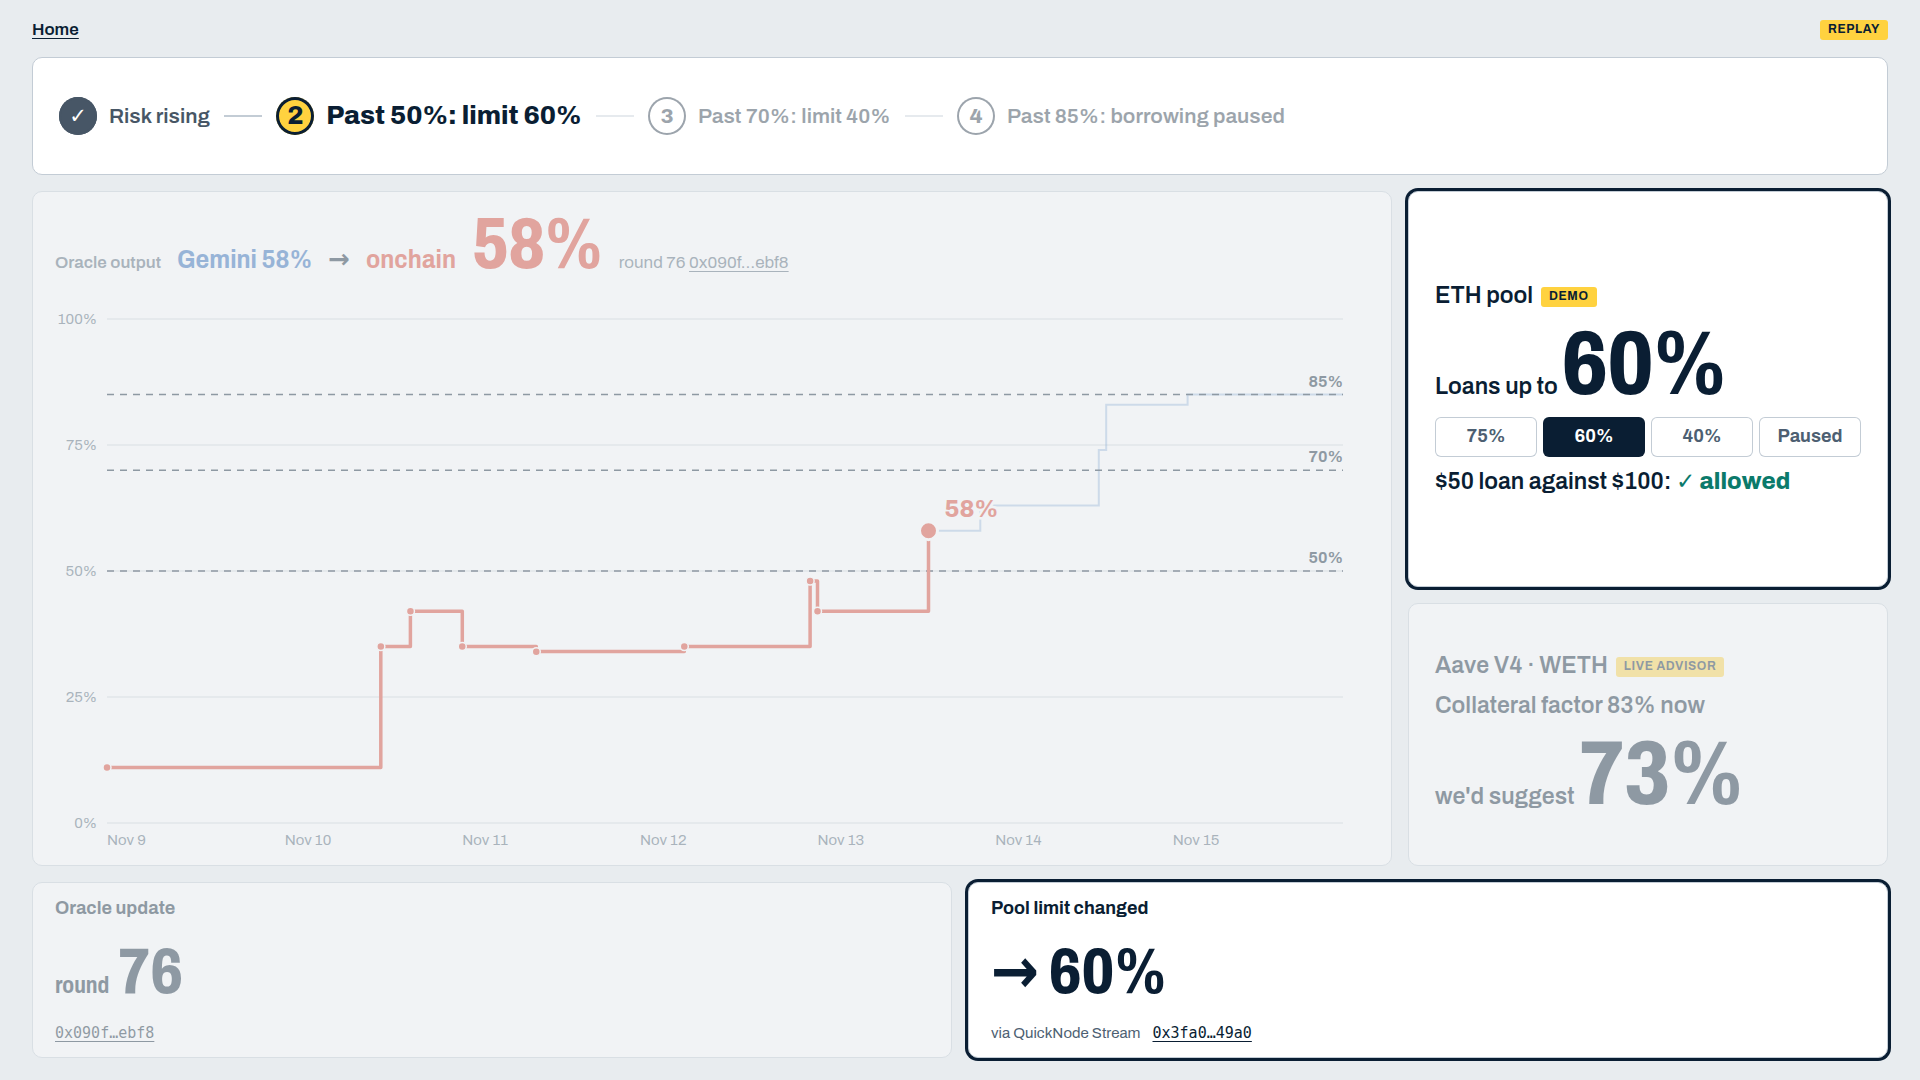 Home
REPLAY
✓ Risk rising
2 Past 50%: limit 60%
3 Past 70%: limit 40%
4 Past 85%: borrowing paused
Oracle output Gemini 58% → onchain 58% round 76 0x090f…ebf8
100%
85%
75%
70%
58%
50%
50%
25%
0%
Nov 9 Nov 10 Nov 11 Nov 12 Nov 13 Nov 14 Nov 15
ETH pool DEMO
Loans up to 60%
75% 60% 40% Paused
$50 loan against $100: ✓ allowed
Aave V4 · WETH LIVE ADVISOR
Collateral factor 83% now
we'd suggest 73%
Oracle update
round 76
0x090f…ebf8
Pool limit changed
→ 60%
via QuickNode Stream 0x3fa0…49a0